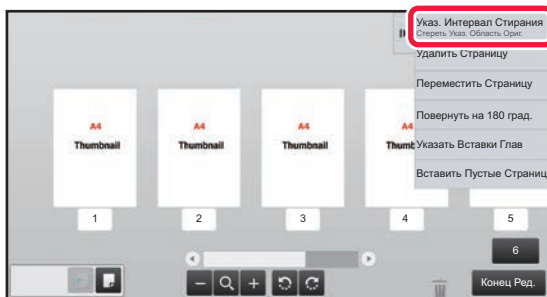 Указ. Интервал Стирания
Стереть Указ. Область Ориг.
Удалить Страницу
Переместить Страницу
Повернуть на 180 град.
Указать Вставки Глав
Вставить Пустые Страниц
A4
Thumbnail
A4
Thumbnail
A4
Thumbnail
A4
Thumb
1
2
3
4
5
6
Конец Ред.